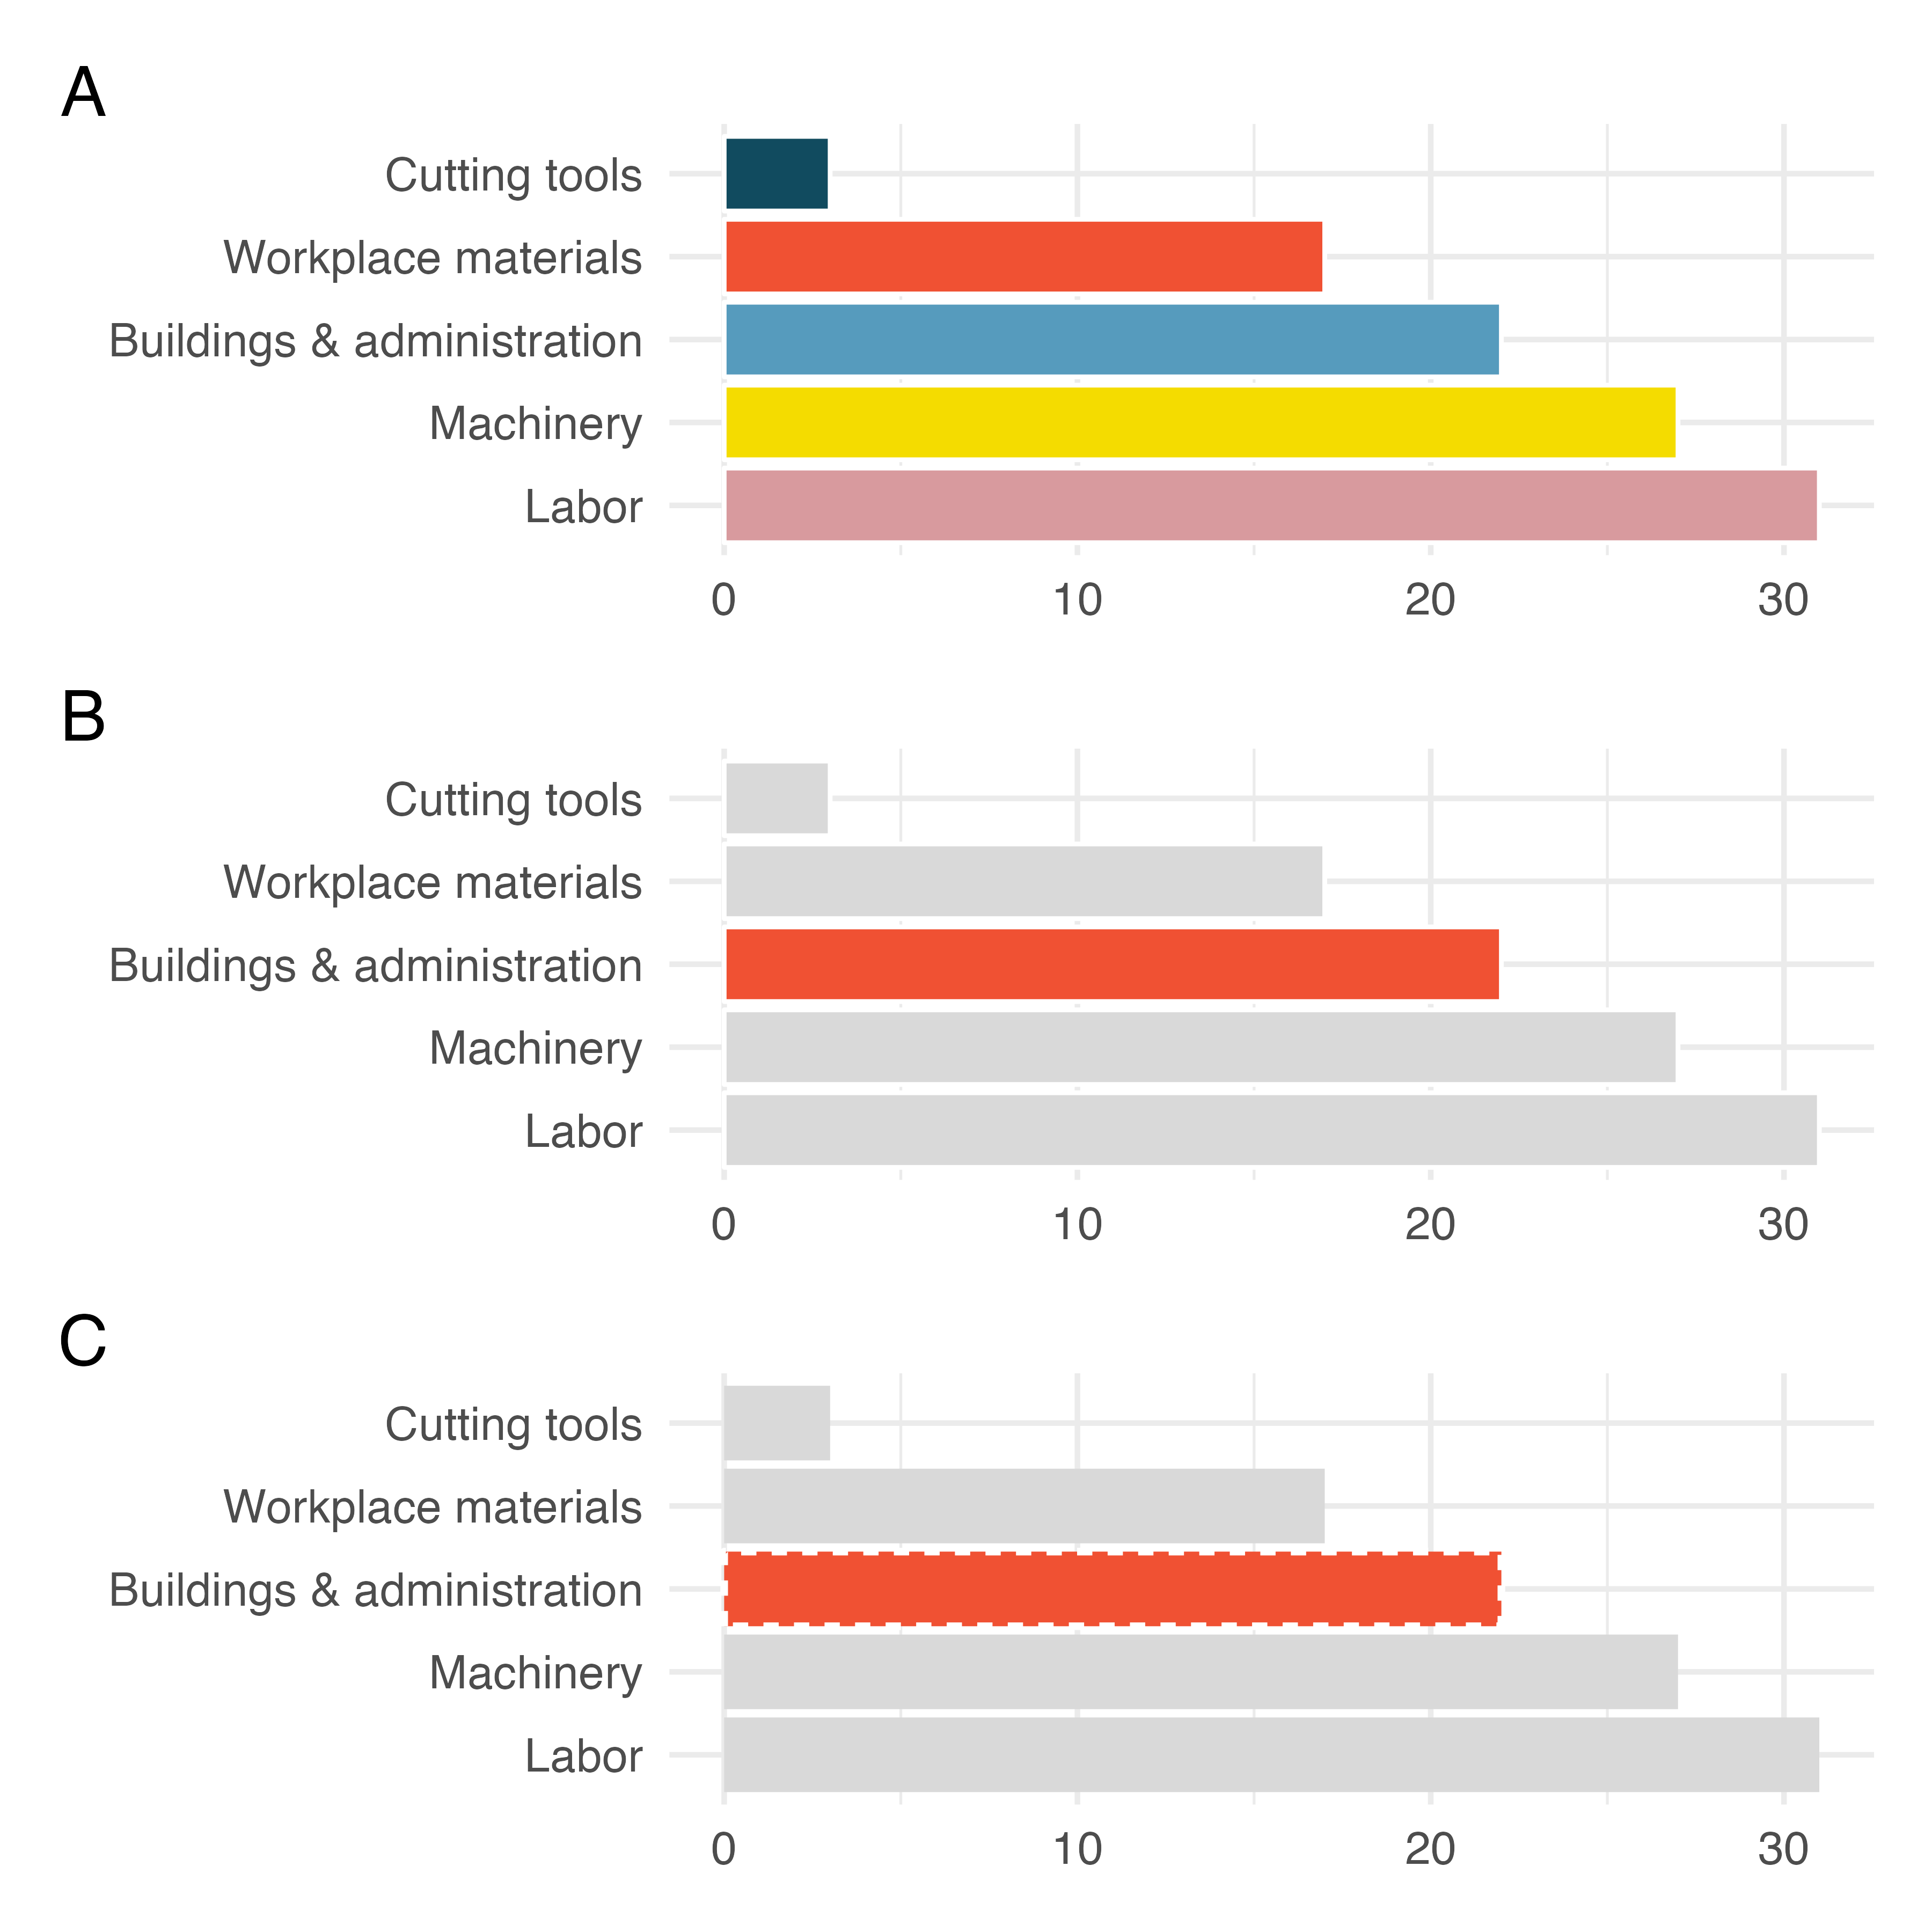 A
Cutting tools
Workplace materials
Buildings & administration
Machinery
Labor
0 10 20 30
B
Cutting tools
Workplace materials
Buildings & administration
Machinery
Labor
0 10 20 30
C
Cutting tools
Workplace materials
Buildings & administration
Machinery
Labor
0 10 20 30